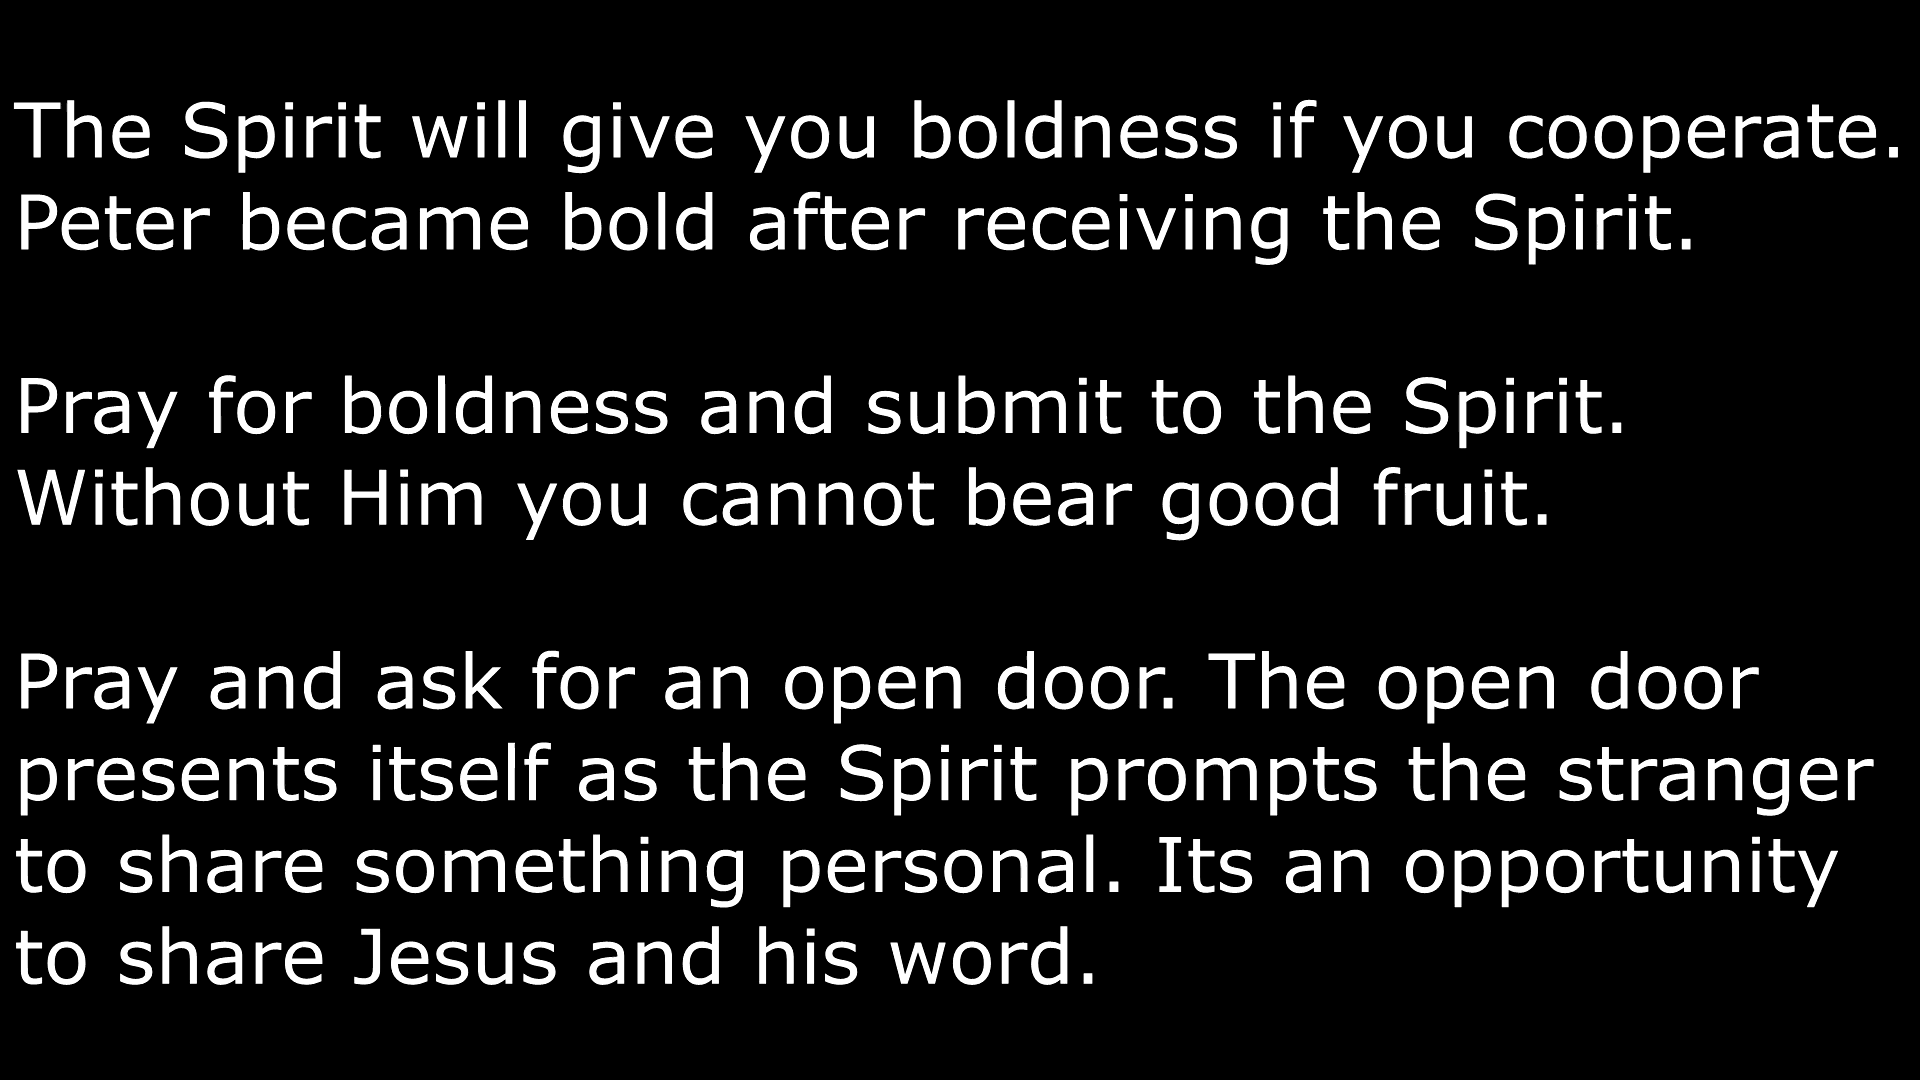 The Spirit will give you boldness if you cooperate.
Peter became bold after receiving the Spirit.
Pray for boldness and submit to the Spirit.
Without Him you cannot bear good fruit.
Pray and ask for an open door. The open door
presents itself as the Spirit prompts the stranger
to share something personal. Its an opportunity
to share Jesus and his word.